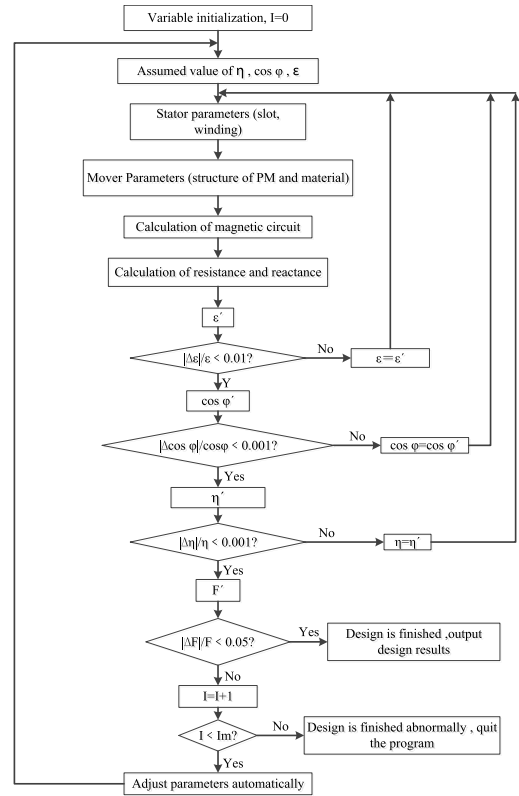 Variable initialization, I=0
Assumed value of η , cos φ , ε
Stator parameters (slot,
winding)
Mover Parameters (structure of PM and material)
Calculation of magnetic circuit
Calculation of resistance and reactance
ε´
|Δε|/ε < 0.01?
No
ε=ε´
Y
cos φ´
|Δcos φ|/cosφ < 0.001?
No
cos φ=cos φ´
Yes
η´
|Δη|/η < 0.001?
No
η=η´
Yes
F´
|ΔF|/F < 0.05?
Yes
Design is finished ,output
design results
No
I=I+1
I < Im?
No
Design is finished abnormally , quit
the program
Yes
Adjust parameters automatically